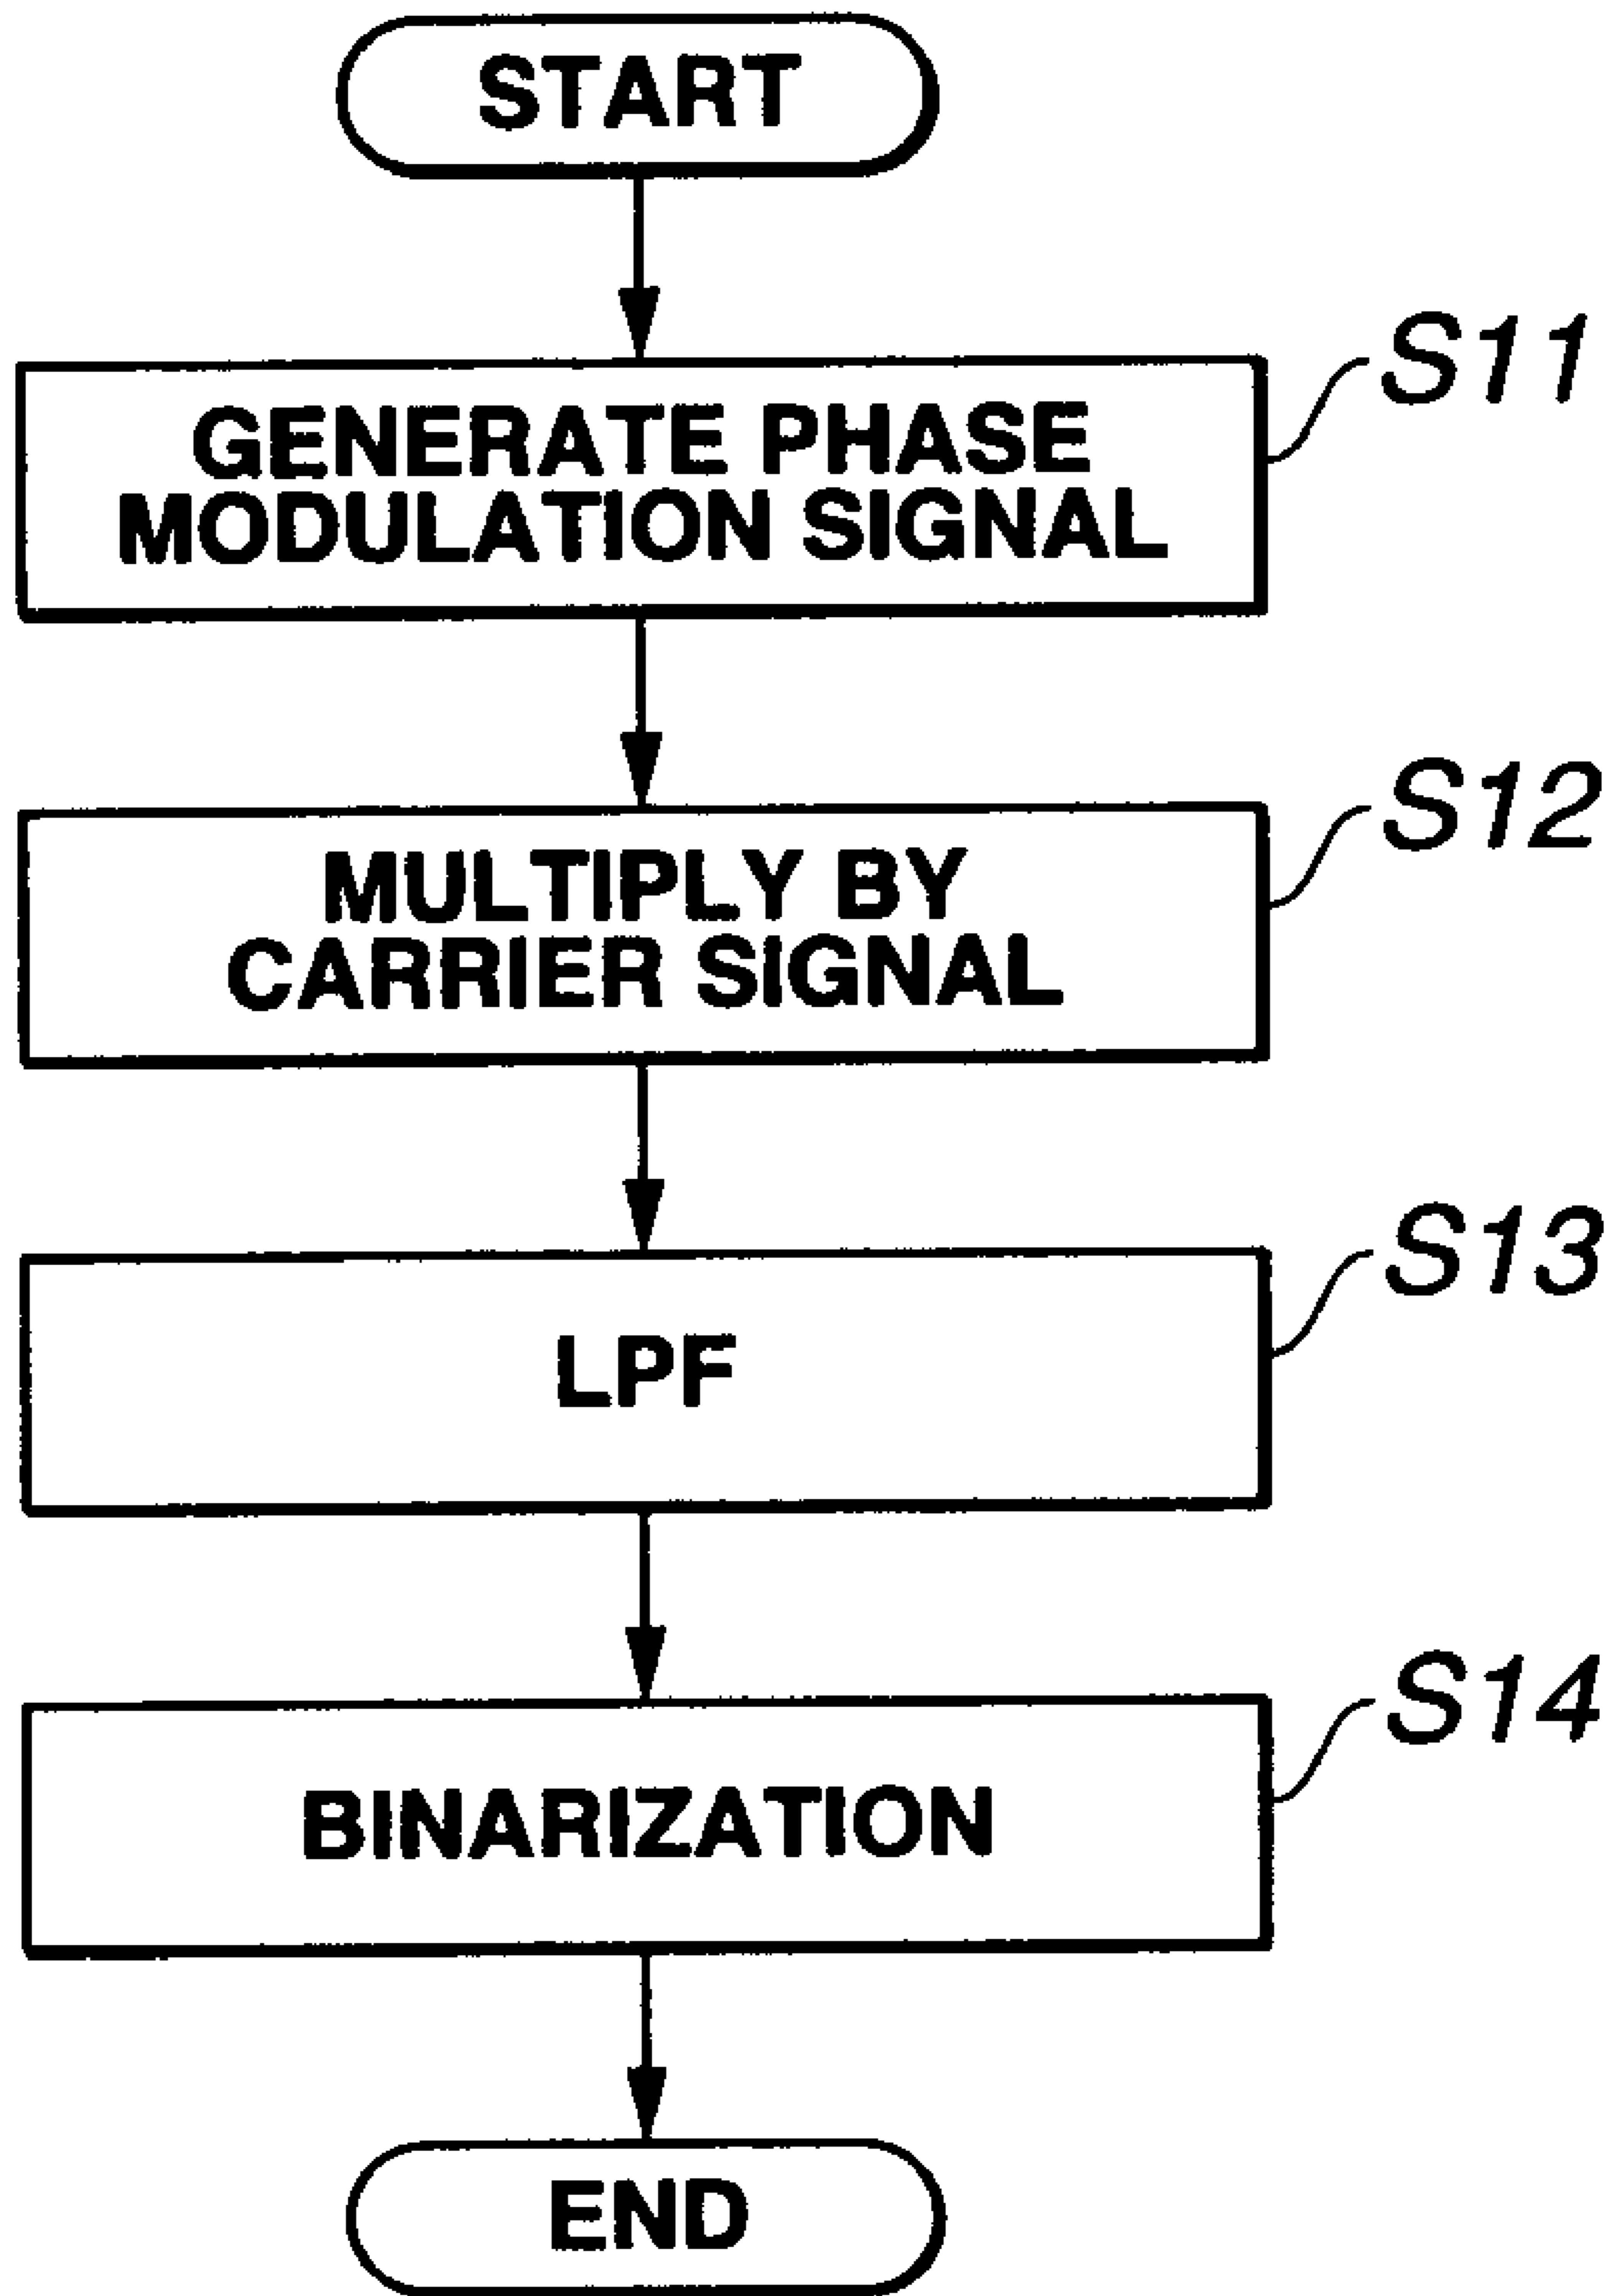 START
S11
GENERATE PHASE
MODULATION SIGNAL
S12
MULTIPLY BY
CARRIER SIGNAL
S13
LPF
S14
BINARIZATION
END